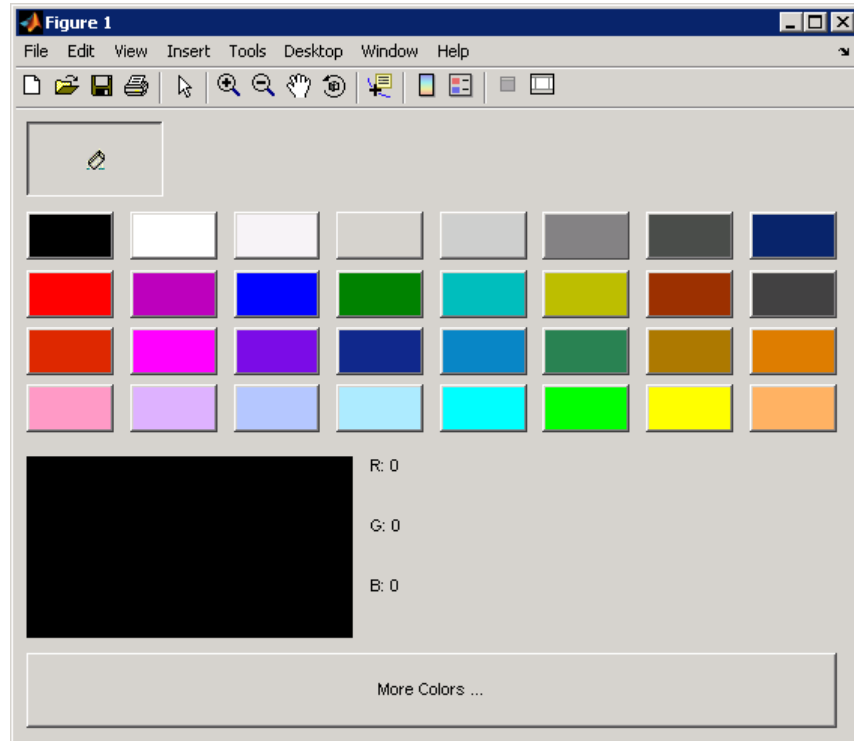 Figure 1
File Edit View Insert Tools Desktop Window Help
R: 0
G: 0
B: 0
More Colors ...